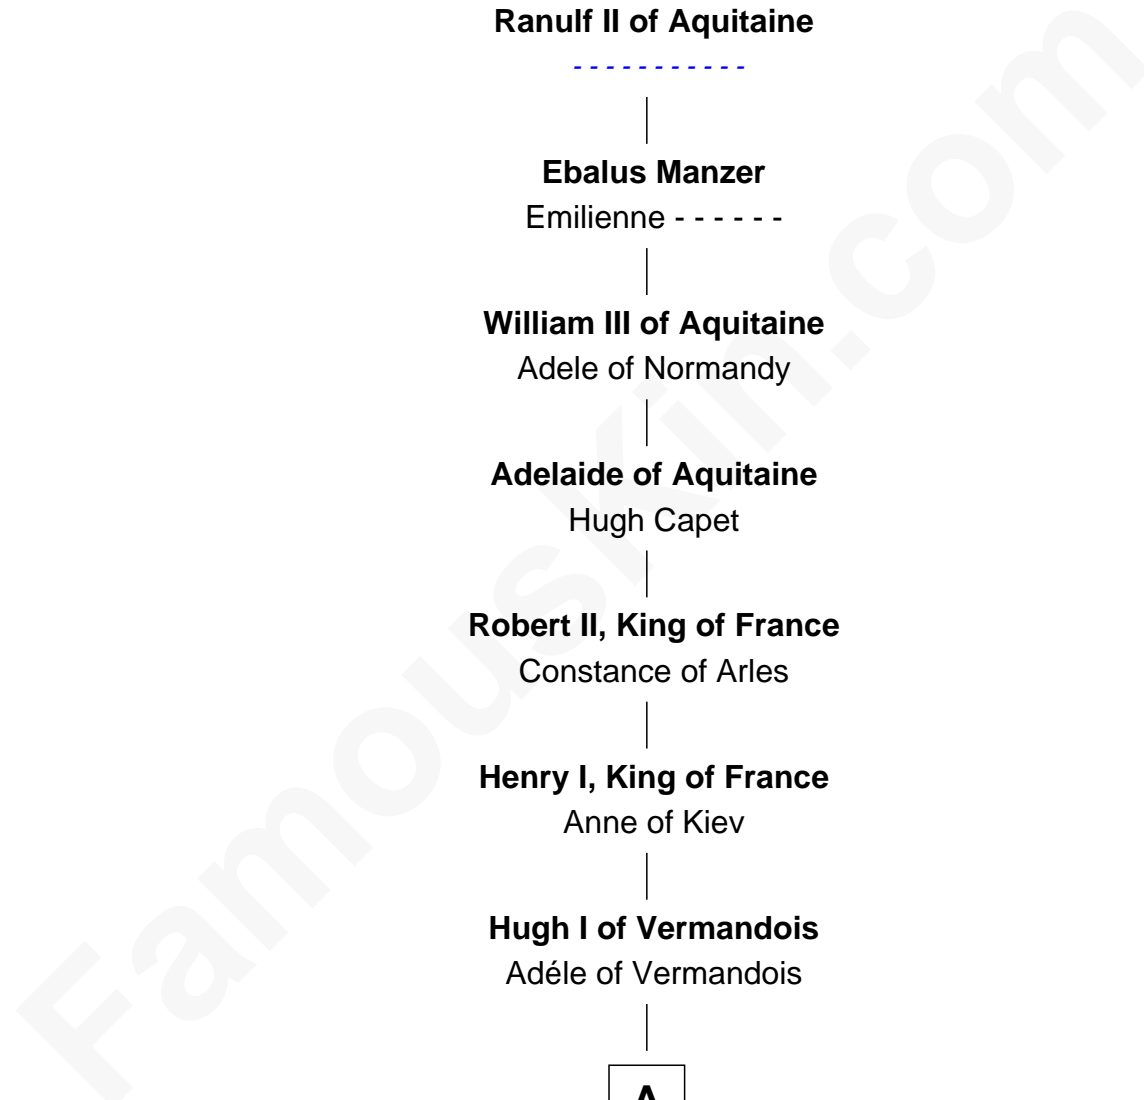 Ranulf II of Aquitaine
- - - - - - - - - - -
Ebalus Manzer
Emilienne - - - - - -
William III of Aquitaine
Adele of Normandy
Adelaide of Aquitaine
Hugh Capet
Robert II, King of France
Constance of Arles
Henry I, King of France
Anne of Kiev
Hugh I of Vermandois
Adéle of Vermandois
A
FamousKin.com